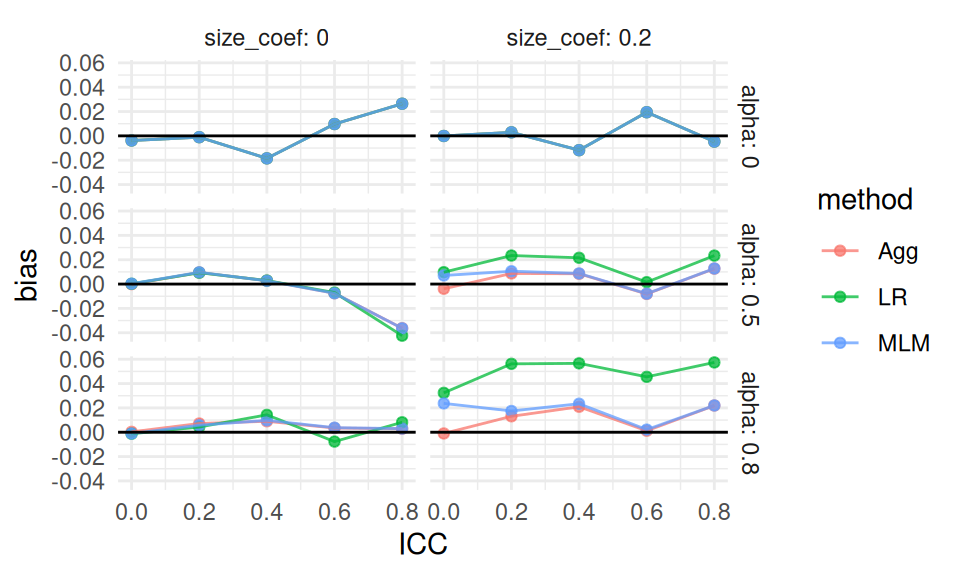 size_coef: 0 size_coef: 0.2
0.06
0.04
0.02
0.00
-0.02
-0.04
alpha: 0
0.06
0.04
0.02
0.00
-0.02
-0.04
alpha: 0.5
0.06
0.04
0.02
0.00
-0.02
-0.04
alpha: 0.8
bias
0.0 0.2 0.4 0.6 0.8 0.0 0.2 0.4 0.6 0.8
ICC
method
Agg
LR
MLM